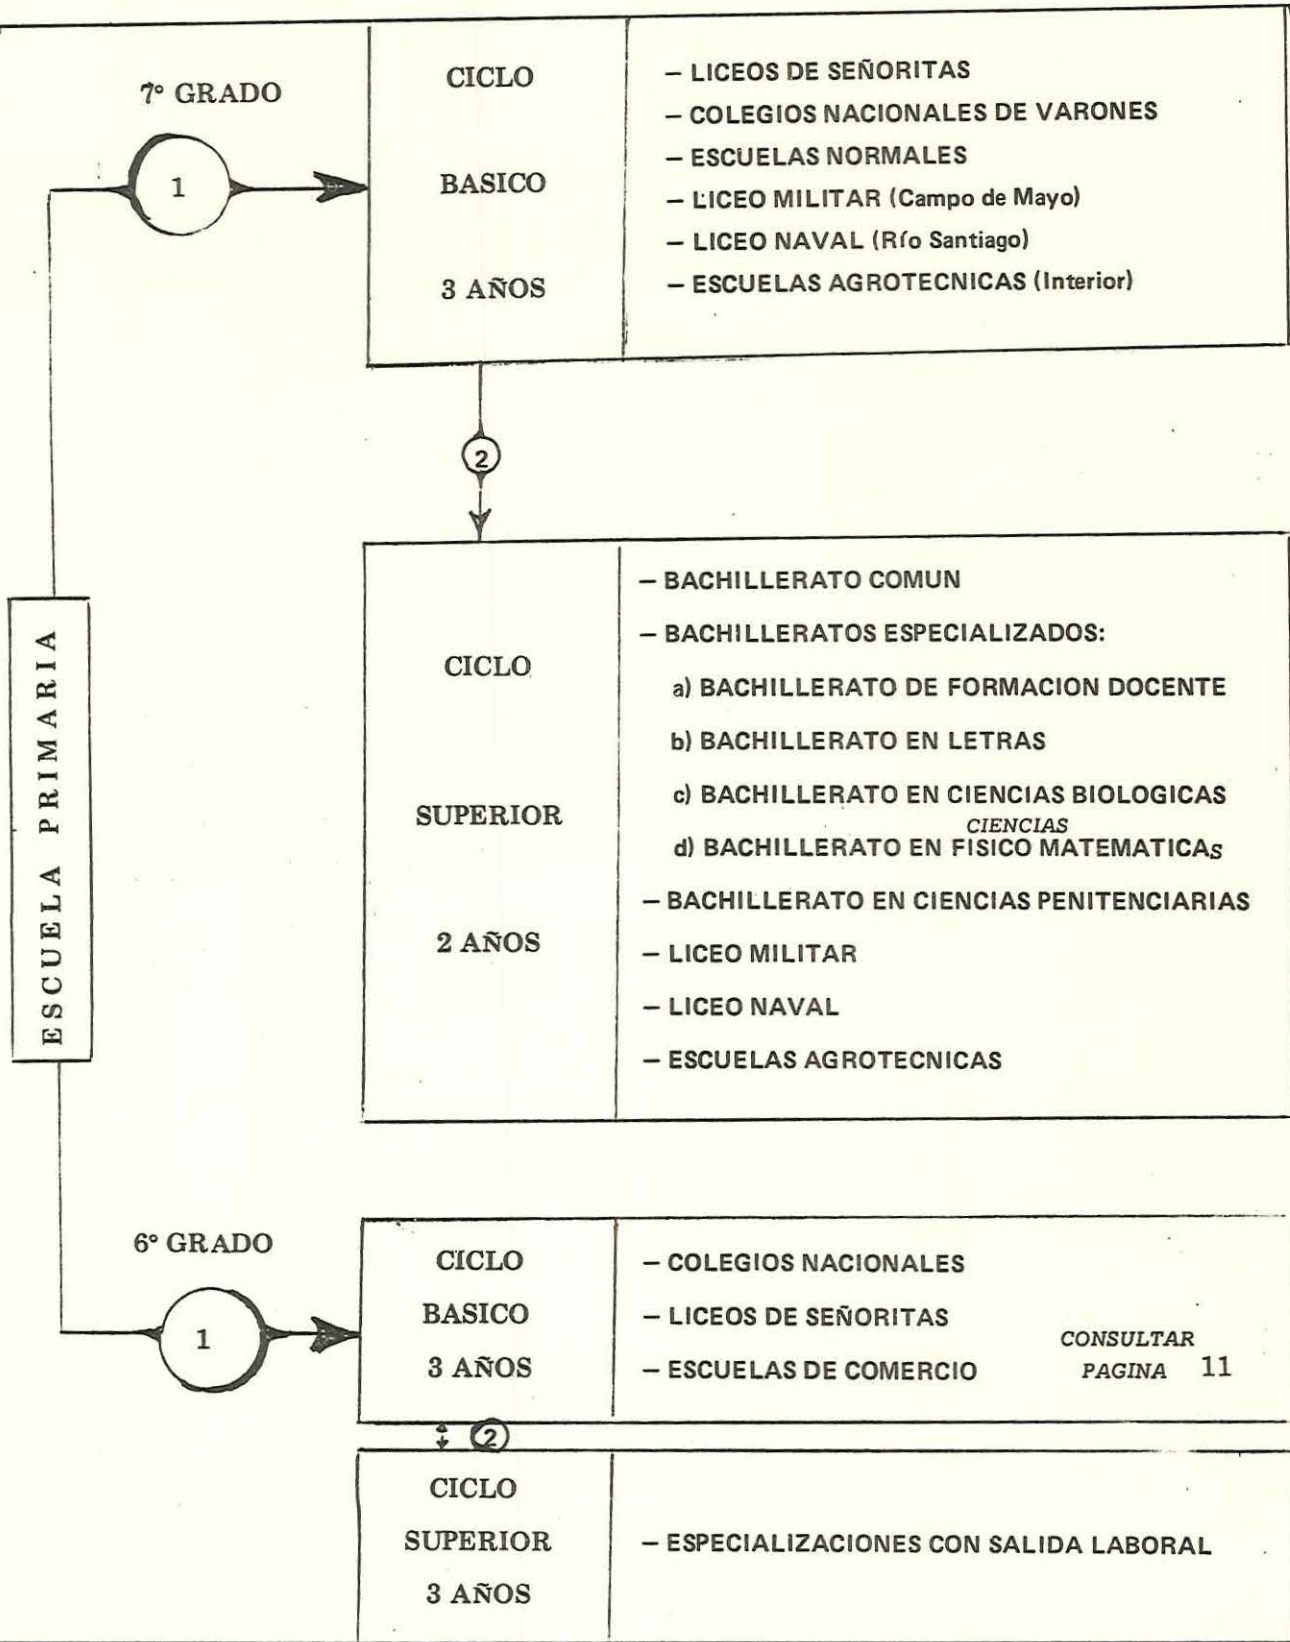 7° GRADO
1
CICLO
BASICO
3 AÑOS
– LICEOS DE SEÑORITAS
– COLEGIOS NACIONALES DE VARONES
– ESCUELAS NORMALES
– LICEO MILITAR (Campo de Mayo)
– LICEO NAVAL (Río Santiago)
– ESCUELAS AGROTECNICAS (Interior)
2
ESCUELA PRIMARIA
CICLO
SUPERIOR
2 AÑOS
– BACHILLERATO COMUN
– BACHILLERATOS ESPECIALIZADOS:
a) BACHILLERATO DE FORMACION DOCENTE
b) BACHILLERATO EN LETRAS
c) BACHILLERATO EN CIENCIAS BIOLOGICAS
CIENCIAS
d) BACHILLERATO EN FISICO MATEMATICAS
– BACHILLERATO EN CIENCIAS PENITENCIARIAS
– LICEO MILITAR
– LICEO NAVAL
– ESCUELAS AGROTECNICAS
6° GRADO
1
CICLO
BASICO
3 AÑOS
– COLEGIOS NACIONALES
– LICEOS DE SEÑORITAS
– ESCUELAS DE COMERCIO
CONSULTAR
PAGINA 11
2
CICLO
SUPERIOR
3 AÑOS
– ESPECIALIZACIONES CON SALIDA LABORAL